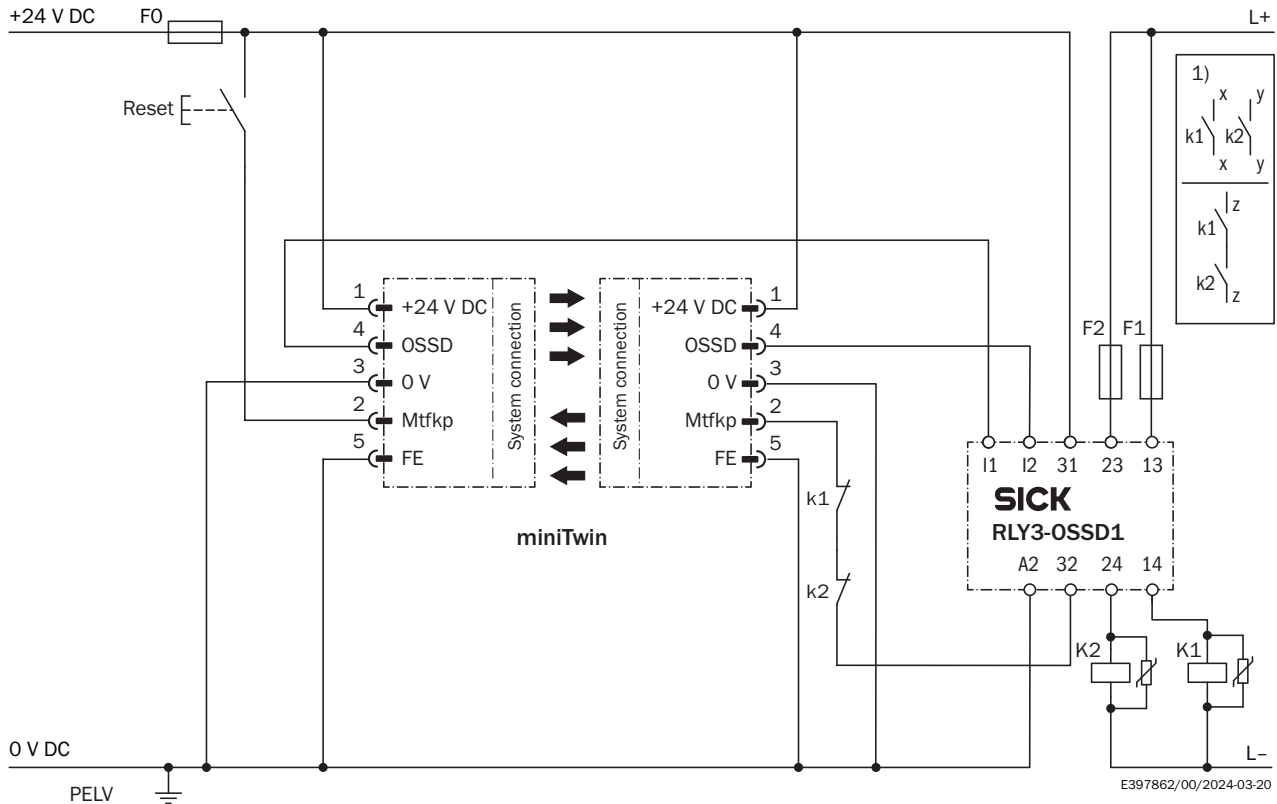 +24 V DC F0 L+
Reset
1)
x y
k1 k2
x y
z
k1
k2
z
1 +24 V DC
4 OSSD
3 0 V
2 Mtfkp
5 FE
System connection
System connection
+24 V DC 1
OSSD 4
0 V 3
Mtfkp 2
FE 5
miniTwin
k1
k2
F2 F1
I1 I2 31 23 13
SICK
RLY3-OSSD1
A2 32 24 14
K2 K1
0 V DC L–
PELV
E397862/00/2024-03-20